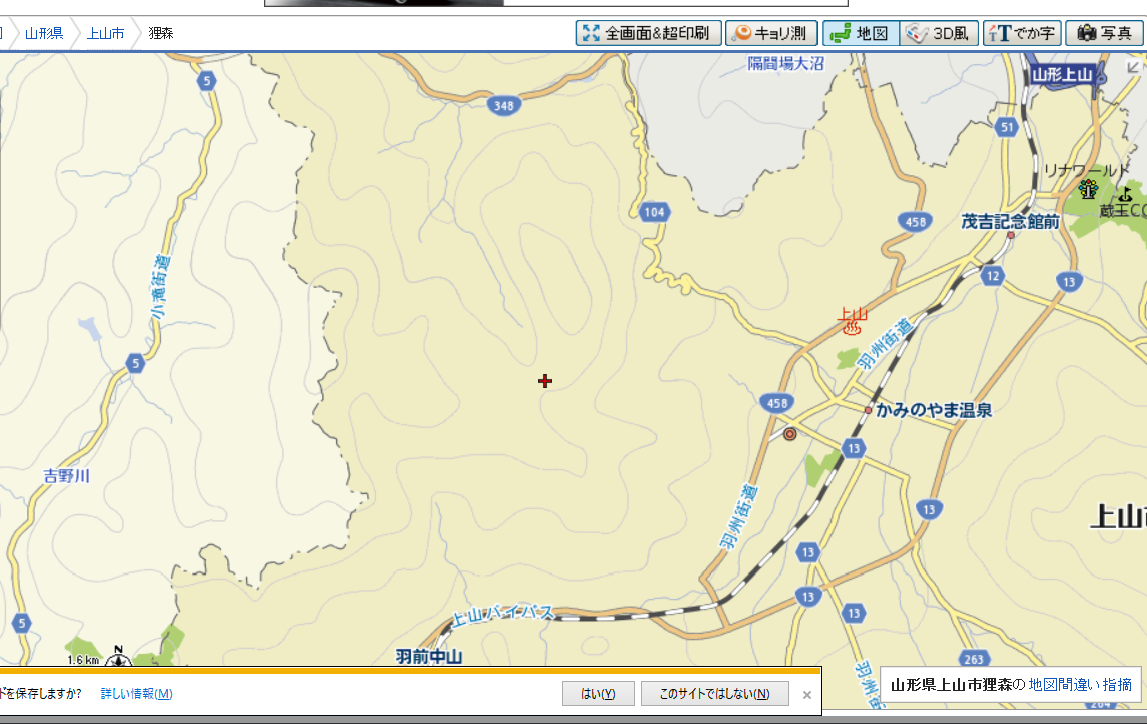 山形県
上山市
狸森
全画面&超印刷
キョリ測
地図
3D風
Tでか字
写真
隔間場大沼
山形上山
5
348
51
リナワールド
104
蔵王CC
458
茂吉記念館前
小滝街道
12
13
上山
羽州街道
5
458
かみのやま温泉
13
吉野川
羽州街道
13
上山市
13
13
上山バイパス
13
5
羽前中山
263
1.6 km
N
ドを保存しますか?
詳しい情報(M)
はい(Y)
このサイトではしない(N)
×
羽州
山形県上山市狸森の地図間違い指摘